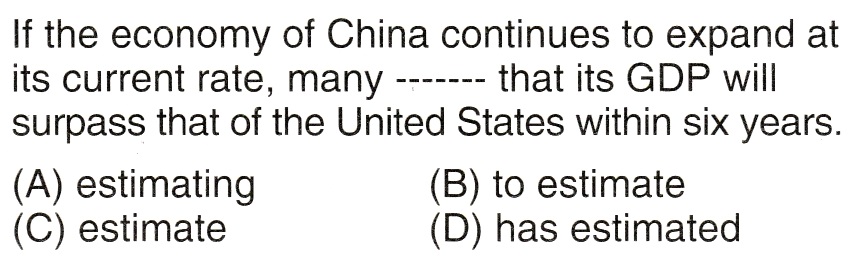 If the economy of China continues to expand at
its current rate, many ------- that its GDP will
surpass that of the United States within six years.
(A) estimating (B) to estimate
(C) estimate (D) has estimated